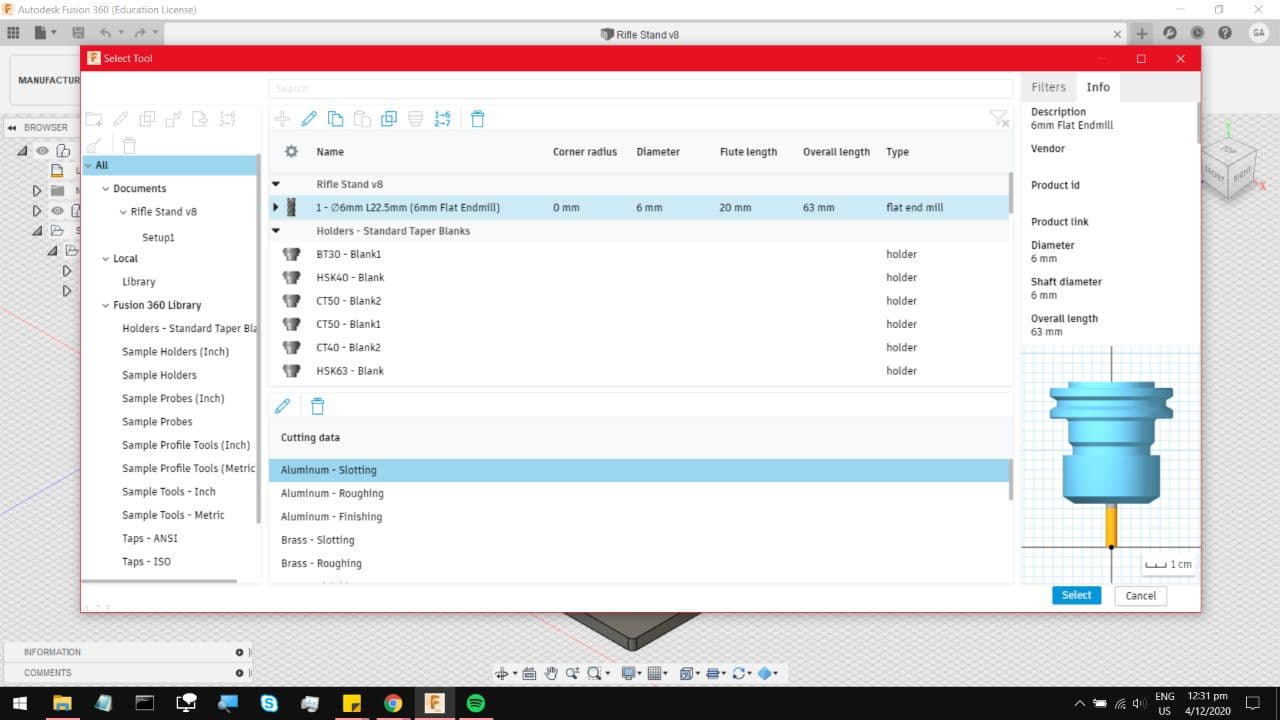 Autodesk Fusion 360 (Education License)
Rifle Stand v8
GA
MANUFACTUR
BROWSER
Select Tool
Search
Filters
Info
All
Documents
Rifle Stand v8
Setup1
Local
Library
Fusion 360 Library
Holders - Standard Taper Bla
Sample Holders (Inch)
Sample Holders
Sample Probes (Inch)
Sample Probes
Sample Profile Tools (Inch)
Sample Profile Tools (Metric
Sample Tools - Inch
Sample Tools - Metric
Taps - ANSI
Taps - ISO
Name Corner radius Diameter Flute length Overall length Type
Rifle Stand v8
1 - ∅6mm L22.5mm (6mm Flat Endmill) 0 mm 6 mm 20 mm 63 mm flat end mill
Holders - Standard Taper Blanks
BT30 - Blank1 holder
HSK40 - Blank holder
CT50 - Blank2 holder
CT50 - Blank1 holder
CT40 - Blank2 holder
HSK63 - Blank holder
Cutting data
Aluminum - Slotting
Aluminum - Roughing
Aluminum - Finishing
Brass - Slotting
Brass - Roughing
Description
6mm Flat Endmill
Vendor
Product id
Product link
Diameter
6 mm
Shaft diameter
6 mm
Overall length
63 mm
1 cm
Select
Cancel
FRONT
RIGHT
INFORMATION
COMMENTS
ENG
US
12:31 pm
4/12/2020